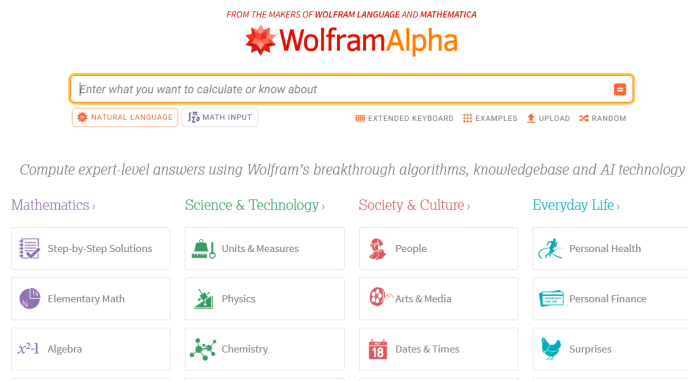 FROM THE MAKERS OF WOLFRAM LANGUAGE AND MATHEMATICA
WolframAlpha
Enter what you want to calculate or know about
NATURAL LANGUAGE
MATH INPUT
EXTENDED KEYBOARD
EXAMPLES
UPLOAD
RANDOM
Compute expert-level answers using Wolfram's breakthrough algorithms, knowledgebase and AI technology
Mathematics ›
Step-by-Step Solutions
Elementary Math
x²-1 Algebra
Science & Technology ›
Units & Measures
Physics
Chemistry
Society & Culture ›
People
Arts & Media
18 Dates & Times
Everyday Life ›
Personal Health
Personal Finance
Surprises